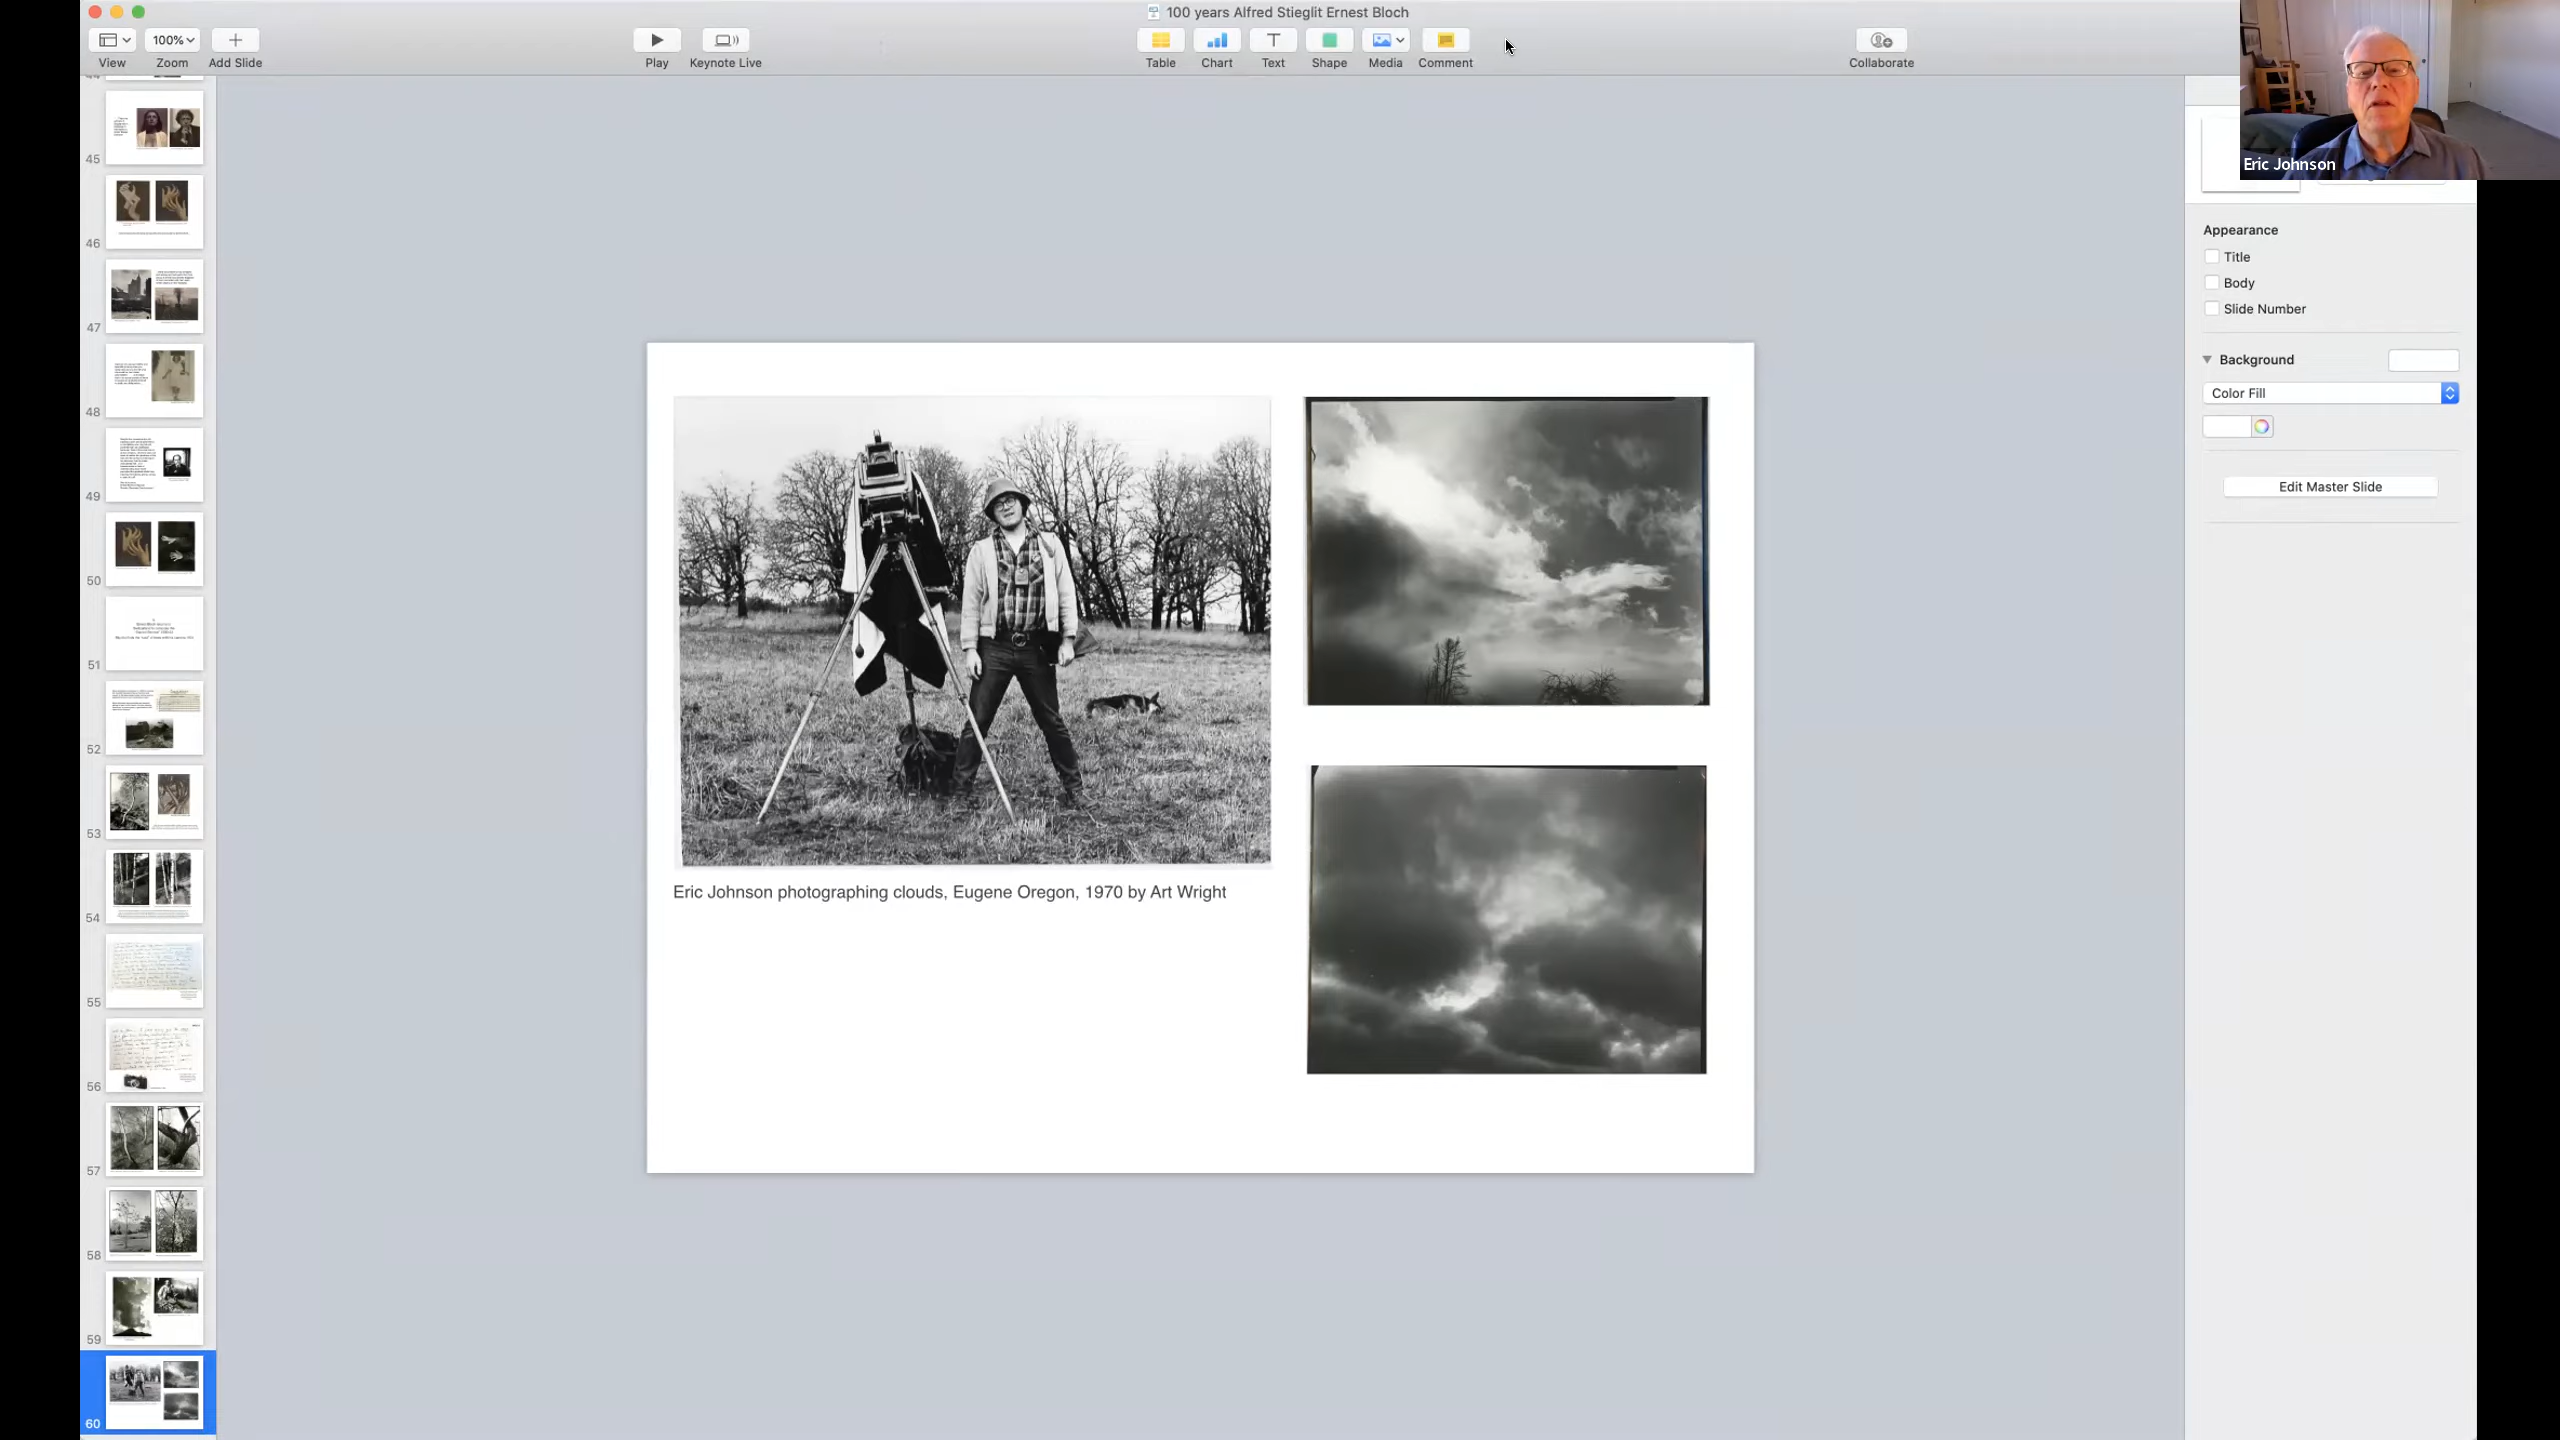 100 years Alfred Stieglit Ernest Bloch
100%
View
Zoom
Add Slide
Play
Keynote Live
Table
Chart
Text
Shape
Media
Comment
Collaborate
Eric Johnson
45
46
47
48
49
50
51
52
53
54
55
56
57
58
59
60
Eric Johnson photographing clouds, Eugene Oregon, 1970 by Art Wright
Appearance
Title
Body
Slide Number
Background
Color Fill
Edit Master Slide